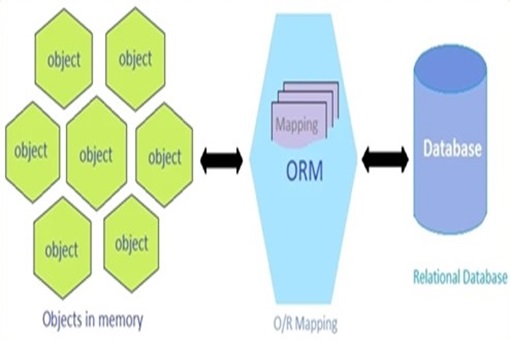 object
object
object
object
object
object
object
Objects in memory
Mapping
ORM
O/R Mapping
Database
Relational Database